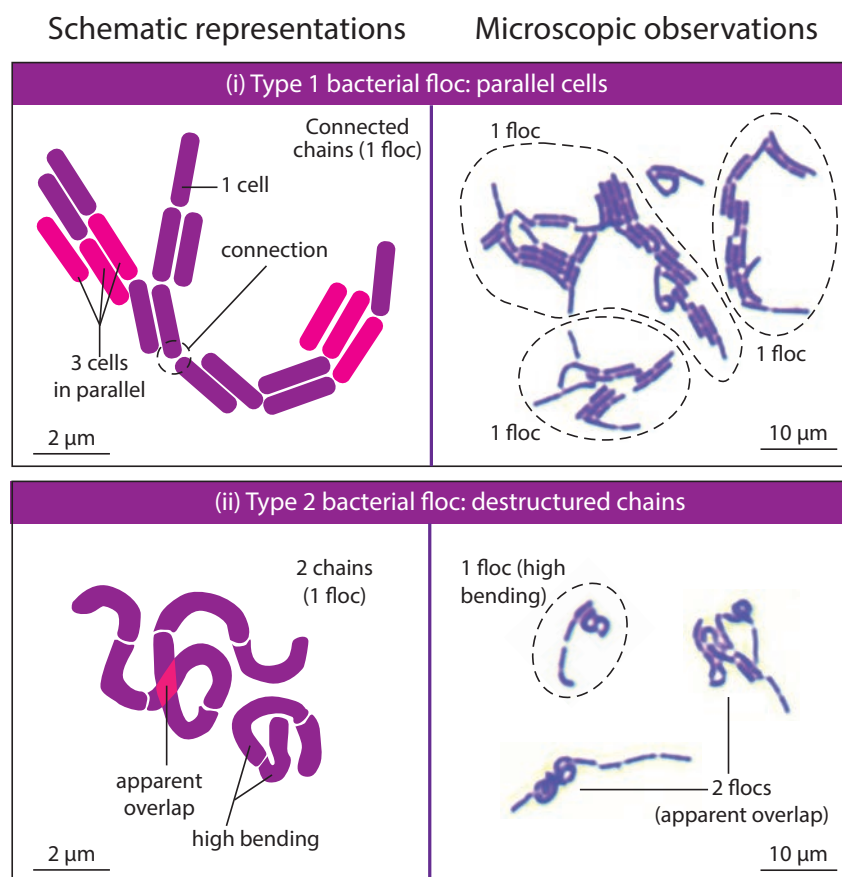 Schematic representations
Microscopic observations
(i) Type 1 bacterial floc: parallel cells
Connected
chains (1 floc)
1 cell
connection
3 cells
in parallel
2 µm
1 floc
1 floc
1 floc
10 µm
(ii) Type 2 bacterial floc: destructured chains
2 chains
(1 floc)
apparent
overlap
high bending
2 µm
1 floc (high
bending)
2 flocs
(apparent overlap)
10 µm